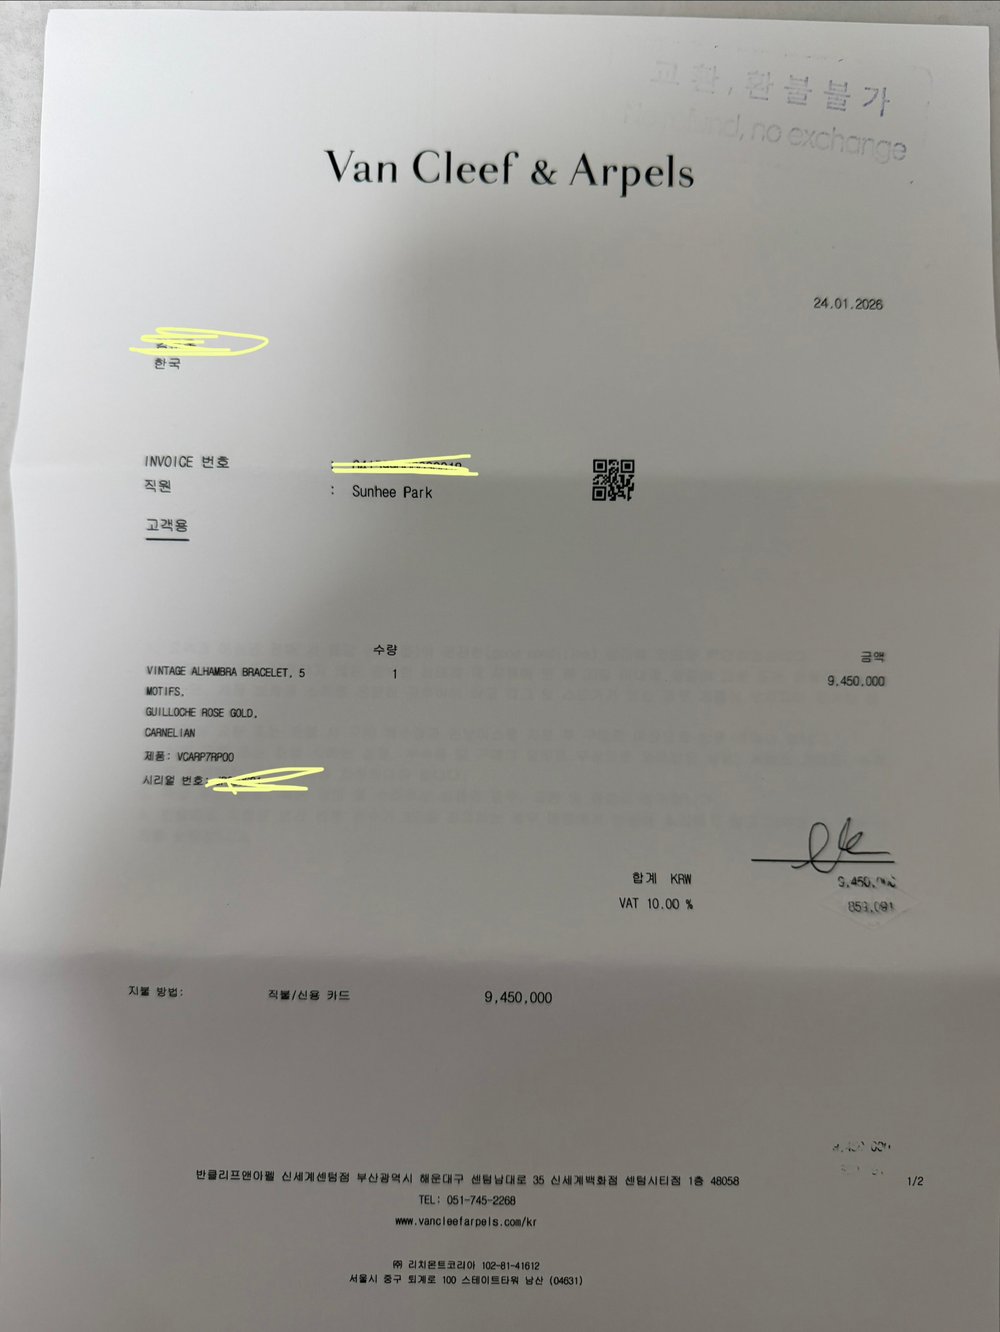 교환, 환불불가
no exchange
Van Cleef & Arpels
24.01.2026
한국
INVOICE 번호 :
직원 : Sunhee Park
고객용
수량 금액
VINTAGE ALHAMBRA BRACELET, 5 1 9,450,000
MOTIFS,
GUILLOCHE ROSE GOLD,
CARNELIAN
제품: VCARP7RP00
시리얼 번호:
합계 KRW 9,450,000
VAT 10.00 % 859,091
지불 방법: 직불/신용 카드 9,450,000
반클리프앤아펠 신세계센텀점 부산광역시 해운대구 센텀남대로 35 신세계백화점 센텀시티점 1층 48058
1/2
TEL: 051-745-2268
www.vancleefarpels.com/kr
㈜ 리치몬트코리아 102-81-41612
서울시 중구 퇴계로 100 스테이트타워 남산 (04631)